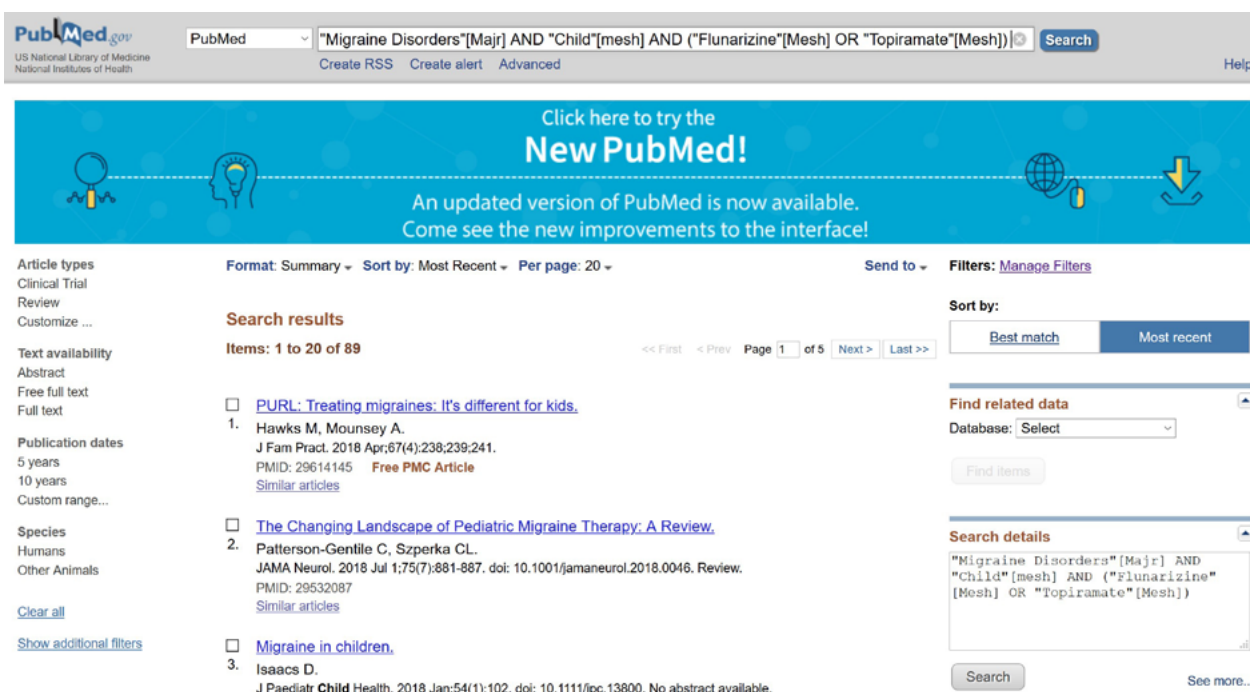 PubMed.gov
US National Library of Medicine
National Institutes of Health
PubMed
"Migraine Disorders"[Majr] AND "Child"[mesh] AND ("Flunarizine"[Mesh] OR "Topiramate"[Mesh])
Search
Create RSS Create alert Advanced
Help
Click here to try the
New PubMed!
An updated version of PubMed is now available.
Come see the new improvements to the interface!
Article types
Clinical Trial
Review
Customize ...
Text availability
Abstract
Free full text
Full text
Publication dates
5 years
10 years
Custom range...
Species
Humans
Other Animals
Clear all
Show additional filters
Format: Summary Sort by: Most Recent Per page: 20
Send to
Search results
Items: 1 to 20 of 89
<< First < Prev Page 1 of 5 Next > Last >>
PURL: Treating migraines: It's different for kids.
1. Hawks M, Mounsey A.
J Fam Pract. 2018 Apr;67(4):238;239;241.
PMID: 29614145 Free PMC Article
Similar articles
The Changing Landscape of Pediatric Migraine Therapy: A Review.
2. Patterson-Gentile C, Szperka CL.
JAMA Neurol. 2018 Jul 1;75(7):881-887. doi: 10.1001/jamaneurol.2018.0046. Review.
PMID: 29532087
Similar articles
Migraine in children.
3. Isaacs D.
J Paediatr Child Health. 2018 Jan;54(1):102. doi: 10.1111/jpc.13800. No abstract available.
Filters: Manage Filters
Sort by:
Best match Most recent
Find related data
Database: Select
Find items
Search details
"Migraine Disorders"[Majr] AND
"Child"[mesh] AND ("Flunarizine"
[Mesh] OR "Topiramate"[Mesh])
Search
See more...